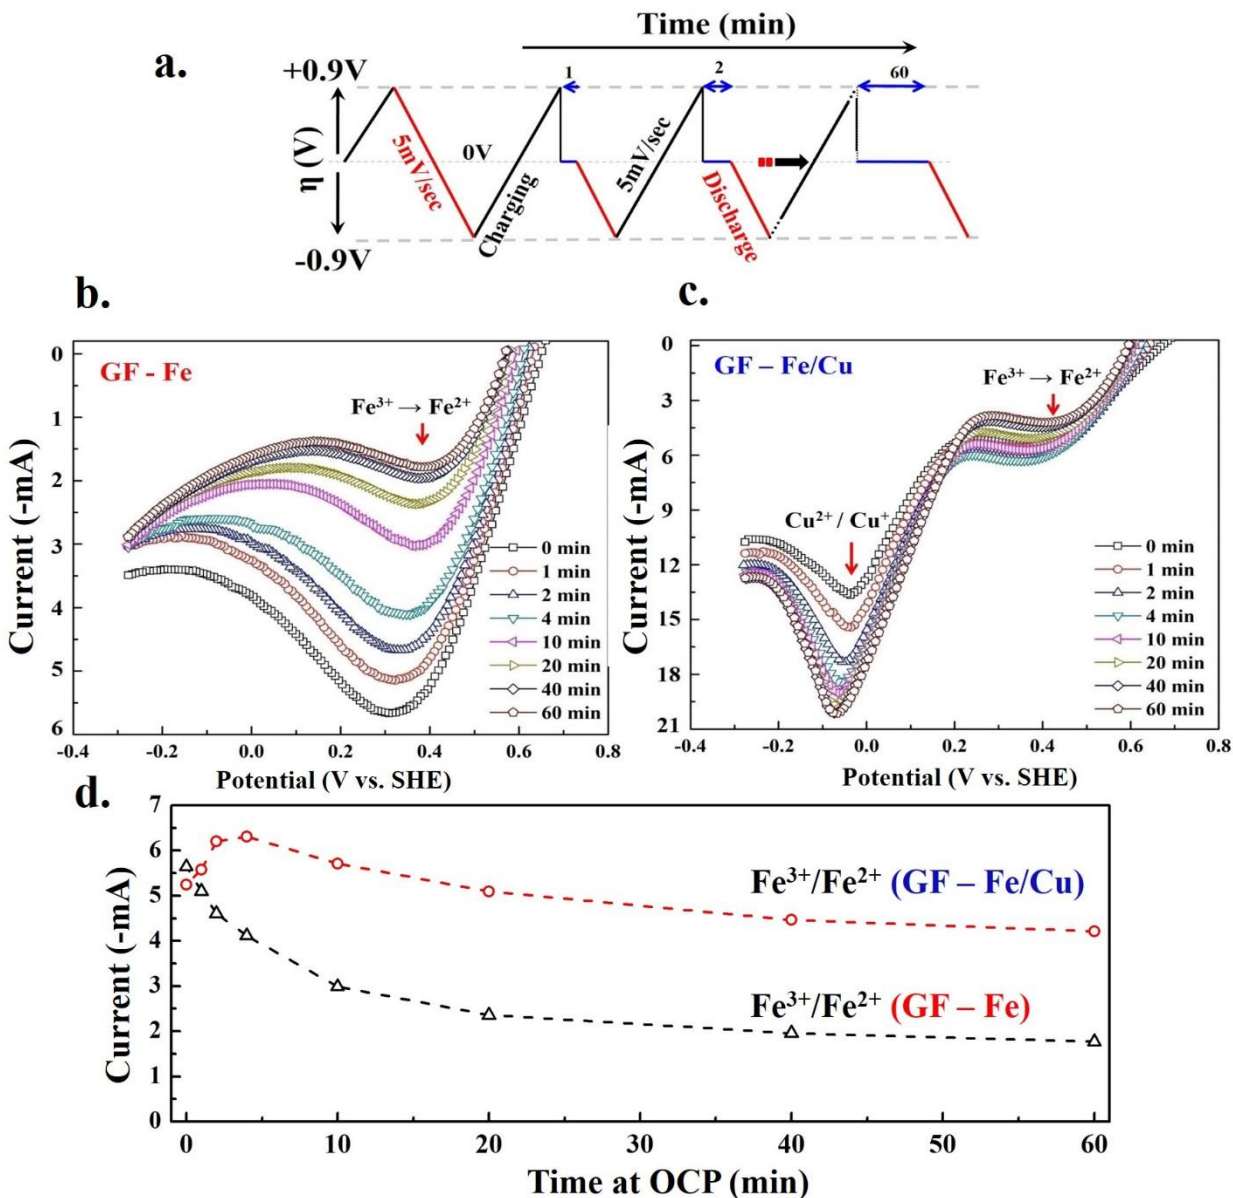 Time (min)
a.
+0.9V
1
2
60
η (V)
0V
5mV/sec
Charging
5mV/sec
Discharge
-0.9V
b.
GF - Fe
Fe³⁺ → Fe²⁺
0
1
2
3
4
5
6
Current (-mA)
0 min
1 min
2 min
4 min
10 min
20 min
40 min
60 min
-0.4
-0.2
0.0
0.2
0.4
0.6
0.8
Potential (V vs. SHE)
c.
GF – Fe/Cu
Fe³⁺ → Fe²⁺
Cu²⁺ / Cu⁺
0
3
6
9
12
15
18
21
Current (-mA)
0 min
1 min
2 min
4 min
10 min
20 min
40 min
60 min
-0.4
-0.2
0.0
0.2
0.4
0.6
0.8
Potential (V vs. SHE)
d.
7
6
5
4
3
2
1
0
Current (-mA)
Fe³⁺/Fe²⁺ (GF – Fe/Cu)
Fe³⁺/Fe²⁺ (GF – Fe)
0
10
20
30
40
50
60
Time at OCP (min)